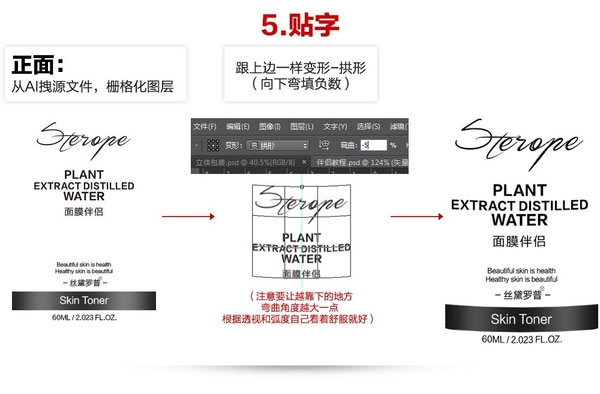 5.贴字
正面：
从AI拽源文件，栅格化图层
跟上边一样变形-拱形
（向下弯填负数）
Sterope
PLANT
EXTRACT DISTILLED
WATER
面膜伴侣
Beautiful skin is health
Healthy skin is beautiful
- 丝黛罗普® -
Skin Toner
60ML / 2.023 FL.OZ.
文件(F) 编辑(E) 图像(I) 图层(L) 文字(Y) 选择(S) 滤镜(
变形: 拱形 弯曲: -5 %
立体包装.psd @ 40.5%(RGB/8) × 伴侣教程.psd @ 124% (矢量
Sterope
PLANT
EXTRACT DISTILLED
WATER
面膜伴侣
（注意要让越靠下的地方
弯曲角度越大一点
根据透视和弧度自己看着舒服就好）
Sterope
PLANT
EXTRACT DISTILLED
WATER
面膜伴侣
Beautiful skin is health
Healthy skin is beautiful
- 丝黛罗普® -
Skin Toner
60ML / 2.023 FL.OZ.